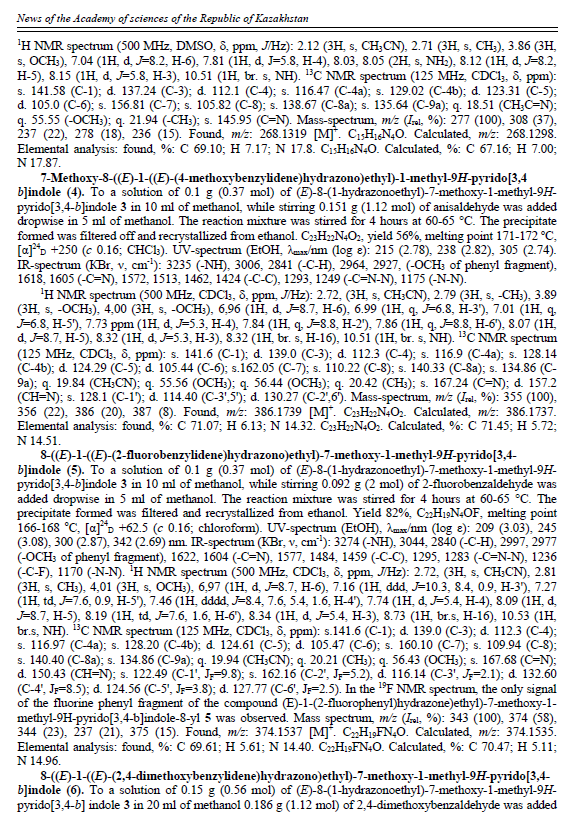 News of the Academy of sciences of the Republic of Kazakhstan
¹H NMR spectrum (500 MHz, DMSO, δ, ppm, J/Hz): 2.12 (3H, s, CH₃CN), 2.71 (3H, s, CH₃), 3.86 (3H,
s, OCH₃), 7.04 (1H, d, J=8.2, H-6), 7.81 (1H, d, J=5.8, H-4), 8.03, 8.05 (2H, s, NH₂), 8.12 (1H, d, J=8.2,
H-5), 8.15 (1H, d, J=5.8, H-3), 10.51 (1H, br. s, NH). ¹³C NMR spectrum (125 MHz, CDCl₃, δ, ppm):
s. 141.58 (C-1); d. 137.24 (C-3); d. 112.1 (C-4); s. 116.47 (C-4a); s. 129.02 (C-4b); d. 123.31 (C-5);
d. 105.0 (C-6); s. 156.81 (C-7); s. 105.82 (C-8); s. 138.67 (C-8a); s. 135.64 (C-9a); q. 18.51 (CH₃C=N);
q. 55.55 (-OCH₃); q. 21.94 (-CH₃); s. 145.95 (C=N). Mass-spectrum, m/z (Irel, %): 277 (100), 308 (37),
237 (22), 278 (18), 236 (15). Found, m/z: 268.1319 [M]⁺. C₁₅H₁₆N₄O. Calculated, m/z: 268.1298.
Elemental analysis: found, %: C 69.10; H 7.17; N 17.8. C₁₅H₁₆N₄O. Calculated, %: C 67.16; H 7.00;
N 17.87.
7-Methoxy-8-((E)-1-((E)-(4-methoxybenzylidene)hydrazono)ethyl)-1-methyl-9H-pyrido[3,4
b]indole (4). To a solution of 0.1 g (0.37 mol) of (E)-8-(1-hydrazonoethyl)-7-methoxy-1-methyl-9H-
pyrido[3,4-b]indole 3 in 10 ml of methanol, while stirring 0.151 g (1.12 mol) of anisaldehyde was added
dropwise in 5 ml of methanol. The reaction mixture was stirred for 4 hours at 60-65 °C. The precipitate
formed was filtered off and recrystallized from ethanol. C₂₃H₂₂N₄O₂, yield 56%, melting point 171-172 °C,
[α]²⁴D +250 (c 0.16; CHCl₃). UV-spectrum (EtOH, λmax/nm (log ε): 215 (2.78), 238 (2.82), 305 (2.74).
IR-spectrum (KBr, ν, cm⁻¹): 3235 (-NH), 3006, 2841 (-C-H), 2964, 2927, (-OCH₃ of phenyl fragment),
1618, 1605 (-C=N), 1572, 1513, 1462, 1424 (-C-C), 1293, 1249 (-C=N-N), 1175 (-N-N).
¹H NMR spectrum (500 MHz, CDCl₃, δ, ppm, J/Hz): 2.72, (3H, s, CH₃CN), 2.79 (3H, s, -CH₃), 3.89
(3H, s, -OCH₃), 4,00 (3H, s, -OCH₃), 6,96 (1H, d, J=8.7, H-6), 6.99 (1H, q, J=6.8, H-3'), 7.01 (1H, q,
J=6.8, H-5'), 7.73 ppm (1H, d, J=5.3, H-4), 7.84 (1H, q, J=8.8, H-2'), 7.86 (1H, q, J=8.8, H-6'), 8.07 (1H,
d, J=8.7, H-5), 8.32 (1H, d, J=5.3, H-3), 8.32 (1H, br. s, H-16), 10.51 (1H, br. s, NH). ¹³C NMR spectrum
(125 MHz, CDCl₃, δ, ppm): s. 141.6 (C-1); d. 139.0 (C-3); d. 112.3 (C-4); s. 116.9 (C-4a); s. 128.14
(C-4b); d. 124.29 (C-5); d. 105.44 (C-6); s.162.05 (C-7); s. 110.22 (C-8); s. 140.33 (C-8a); s. 134.86 (C-
9a); q. 19.84 (CH₃CN); q. 55.56 (OCH₃); q. 56.44 (OCH₃); q. 20.42 (CH₃); s. 167.24 (C=N); d. 157.2
(CH=N); s. 128.1 (C-1'); d. 114.40 (C-3',5'); d. 130.27 (C-2',6'). Mass-spectrum, m/z (Irel, %): 355 (100),
356 (22), 386 (20), 387 (8). Found, m/z: 386.1739 [M]⁺. C₂₃H₂₂N₄O₂. Calculated, m/z: 386.1737.
Elemental analysis: found, %: C 71.07; H 6.13; N 14.32. C₂₃H₂₂N₄O₂. Calculated, %: C 71.45; H 5.72;
N 14.51.
8-((E)-1-((E)-(2-fluorobenzylidene)hydrazono)ethyl)-7-methoxy-1-methyl-9H-pyrido[3,4-
b]indole (5). To a solution of 0.1 g (0.37 mol) of (E)-8-(1-hydrazonoethyl)-7-methoxy-1-methyl-9H-
pyrido[3,4-b]indole 3 in 10 ml of methanol, while stirring 0.092 g (2 mol) of 2-fluorobenzaldehyde was
added dropwise in 5 ml of methanol. The reaction mixture was stirred for 4 hours at 60-65 °C. The
precipitate formed was filtered and recrystallized from ethanol. Yield 82%, C₂₂H₁₉N₄OF, melting point
166-168 °C, [α]²⁴D +62.5 (c 0.16; chloroform). UV-spectrum (EtOH), λmax/nm (log ε): 209 (3.03), 245
(3.08), 300 (2.87), 342 (2.69) nm. IR-spectrum (KBr, ν, cm⁻¹): 3274 (-NH), 3044, 2840 (-C-H), 2997, 2977
(-OCH₃ of phenyl fragment), 1622, 1604 (-C=N), 1577, 1484, 1459 (-C-C), 1295, 1283 (-C=N-N), 1236
(-C-F), 1170 (-N-N). ¹H NMR spectrum (500 MHz, CDCl₃, δ, ppm, J/Hz): 2.72, (3H, s, CH₃CN), 2.81
(3H, s, CH₃), 4,01 (3H, s, OCH₃), 6,97 (1H, d, J=8.7, H-6), 7.16 (1H, ddd, J=10.3, 8.4, 0.9, H-3'), 7.27
(1H, td, J=7.6, 0.9, H-5'), 7.46 (1H, dddd, J=8.4, 7.6, 5.4, 1.6, H-4'), 7.74 (1H, d, J=5.4, H-4), 8.09 (1H, d,
J=8.7, H-5), 8.19 (1H, td, J=7.6, 1.6, H-6'), 8.34 (1H, d, J=5.4, H-3), 8.73 (1H, br.s, H-16), 10.53 (1H,
br.s, NH). ¹³C NMR spectrum (125 MHz, CDCl₃, δ, ppm): s.141.6 (C-1); d. 139.0 (C-3); d. 112.3 (C-4);
s. 116.97 (C-4a); s. 128.20 (C-4b); d. 124.61 (C-5); d. 105.47 (C-6); s. 160.10 (C-7); s. 109.94 (C-8);
s. 140.40 (C-8a); s. 134.86 (C-9a); q. 19.94 (CH₃CN); q. 20.21 (CH₃); q. 56.43 (OCH₃); s. 167.68 (C=N);
d. 150.43 (CH=N); s. 122.49 (C-1', JF=9.8); s. 162.16 (C-2', JF=5.2), d. 116.14 (C-3', JF=2.1); d. 132.60
(C-4', JF=8.5); d. 124.56 (C-5', JF=3.8); d. 127.77 (C-6', JF=2.5). In the ¹⁹F NMR spectrum, the only signal
of the fluorine phenyl fragment of the compound (E)-1-(2-fluorophenyl)hydrazone)ethyl)-7-methoxy-1-
methyl-9H-pyrido[3,4-b]indole-8-yl 5 was observed. Mass spectrum, m/z (Irel, %): 343 (100), 374 (58),
344 (23), 237 (21), 375 (15). Found, m/z: 374.1537 [M]⁺. C₂₂H₁₉FN₄O. Calculated, m/z: 374.1535.
Elemental analysis: found, %: C 69.61; H 5.61; N 14.40. C₂₂H₁₉FN₄O. Calculated, %: C 70.47; H 5.11;
N 14.96.
8-((E)-1-((E)-(2,4-dimethoxybenzylidene)hydrazono)ethyl)-7-methoxy-1-methyl-9H-pyrido[3,4-
b]indole (6). To a solution of 0.15 g (0.56 mol) of (E)-8-(1-hydrazonoethyl)-7-methoxy-1-methyl-9H-
pyrido[3,4-b] indole 3 in 20 ml of methanol 0.186 g (1.12 mol) of 2,4-dimethoxybenzaldehyde was added